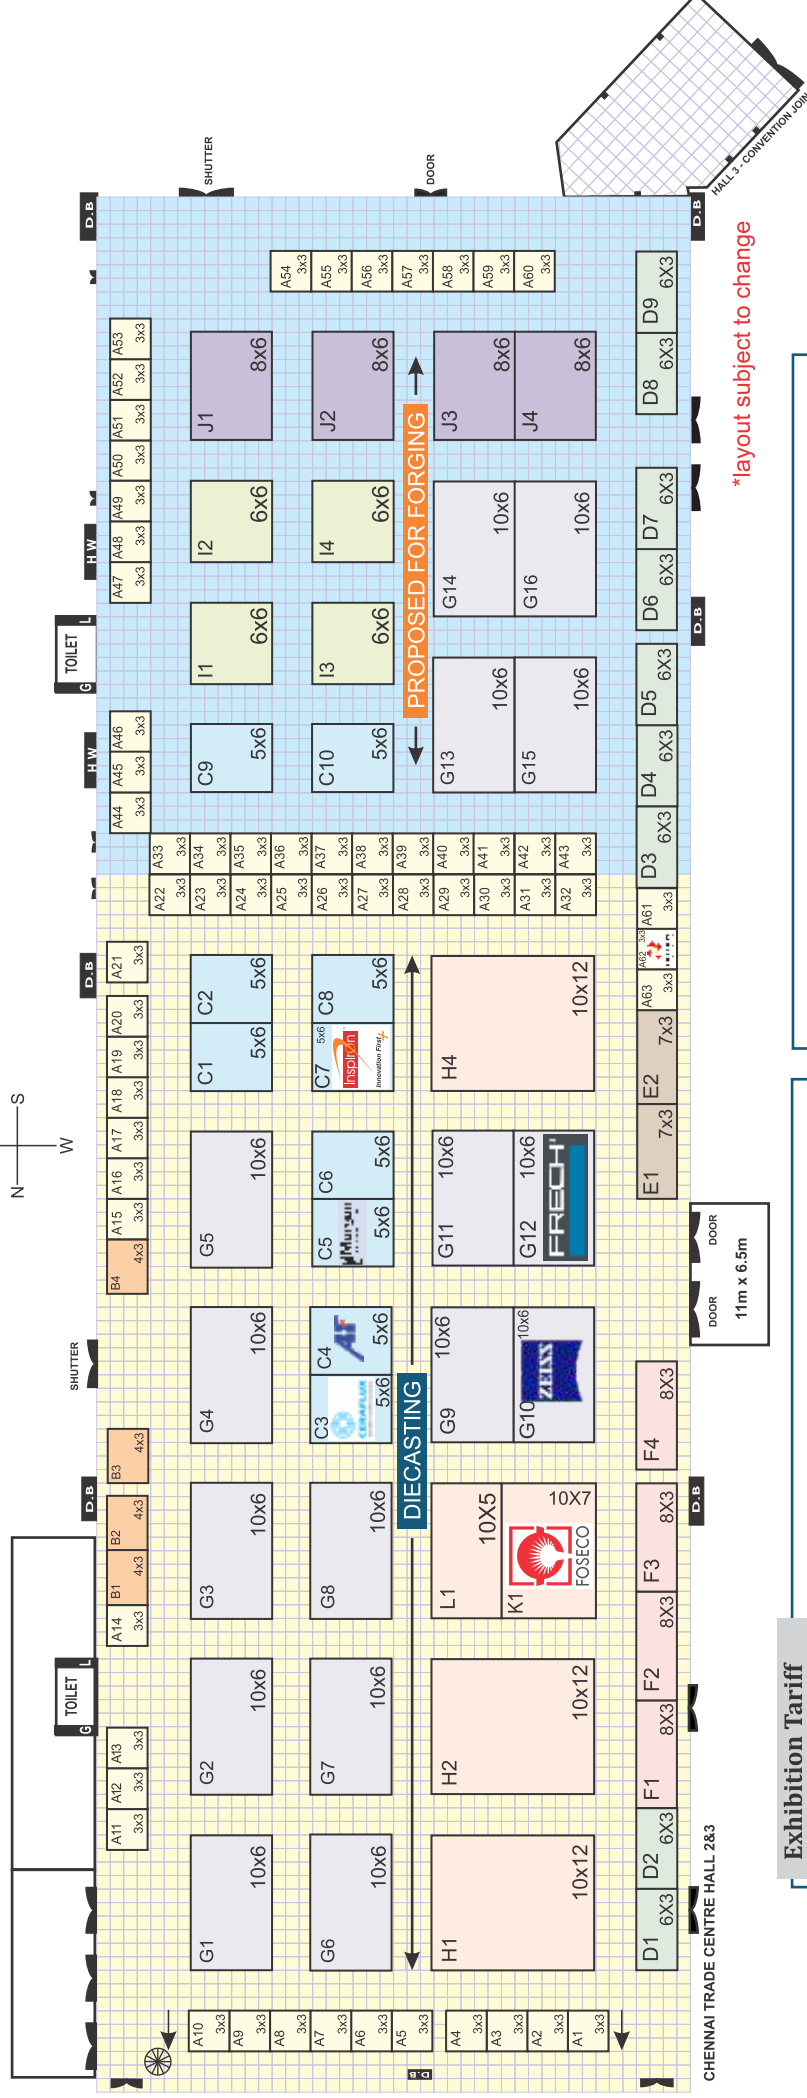 N
S
W
SHUTTER
DOOR
HALL 3 - CONVENTION JOIN
D.B
D.B
A53 3x3
A52 3x3
A51 3x3
A50 3x3
A49 3x3
A48 3x3
A47 3x3
H W
TOILET
G
L
H W
A46 3x3
A45 3x3
A44 3x3
A54 3x3
A55 3x3
A56 3x3
A57 3x3
A58 3x3
A59 3x3
A60 3x3
J1 8x6
J2 8x6
J3 8x6
J4 8x6
I2 6x6
I4 6x6
I1 6x6
I3 6x6
G14 10x6
G16 10x6
G13 10x6
G15 10x6
C9 5x6
C10 5x6
PROPOSED FOR FORGING
D9 6X3
D8 6X3
D7 6X3
D6 6X3
D5 6X3
D4 6X3
D3 6X3
D.B
*layout subject to change
A33 3x3
A34 3x3
A35 3x3
A36 3x3
A37 3x3
A38 3x3
A39 3x3
A40 3x3
A41 3x3
A42 3x3
A43 3x3
A22 3x3
A23 3x3
A24 3x3
A25 3x3
A26 3x3
A27 3x3
A28 3x3
A29 3x3
A30 3x3
A31 3x3
A32 3x3
A61 3x3
A62 3x3
A63 3x3
D.B
A21 3x3
A20 3x3
A19 3x3
A18 3x3
A17 3x3
A16 3x3
A15 3x3
B4 4x3
C2 5x6
C1 5x6
C8 5x6
C7 5x6
Inspiron
Innovation First
H4 10x12
E2 7x3
E1 7x3
G5 10x6
C6 5x6
C5 5x6
Murgan
G11 10x6
G12 10x6
FRECH
DOOR
DOOR
11m x 6.5m
SHUTTER
G4 10x6
C4 5x6
C3 5x6
CERAFLUX
G9 10x6
G10 10x6
ZEISS
DIECASTING
B3 4x3
B2 4x3
B1 4x3
A14 3x3
D.B
G3 10x6
G8 10x6
L1 10X5
K1 10X7
FOSECO
F4 8X3
F3 8X3
F2 8X3
F1 8X3
D.B
TOILET
G
L
A13 3x3
A12 3x3
A11 3x3
G2 10x6
G7 10x6
H2 10x12
G1 10x6
G6 10x6
H1 10x12
D2 6X3
D1 6X3
A10 3x3
A9 3x3
A8 3x3
A7 3x3
A6 3x3
A5 3x3
A4 3x3
A3 3x3
A2 3x3
A1 3x3
D.B
CHENNAI TRADE CENTRE HALL 2&3
Exhibition Tariff